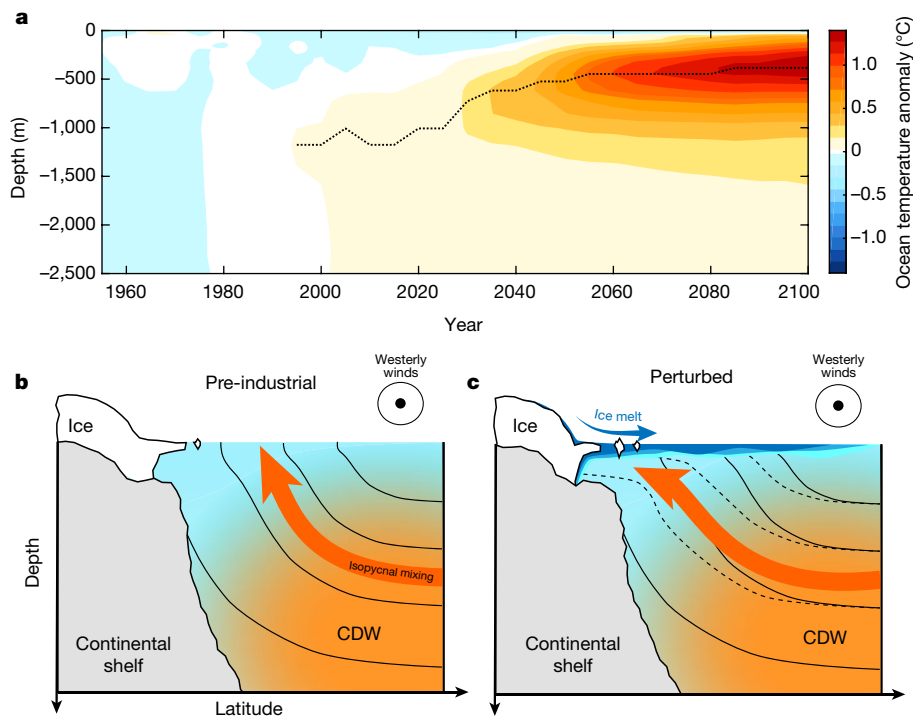 a
0
−500
−1,000
−1,500
−2,000
−2,500
Depth (m)
1960
1980
2000
2020
2040
2060
2080
2100
Year
1.0
0.5
0
−0.5
−1.0
Ocean temperature anomaly (°C)
b
Pre-industrial
Westerly
winds
Ice
Isopycnal mixing
CDW
Continental
shelf
Depth
Latitude
c
Perturbed
Westerly
winds
Ice melt
Ice
CDW
Continental
shelf